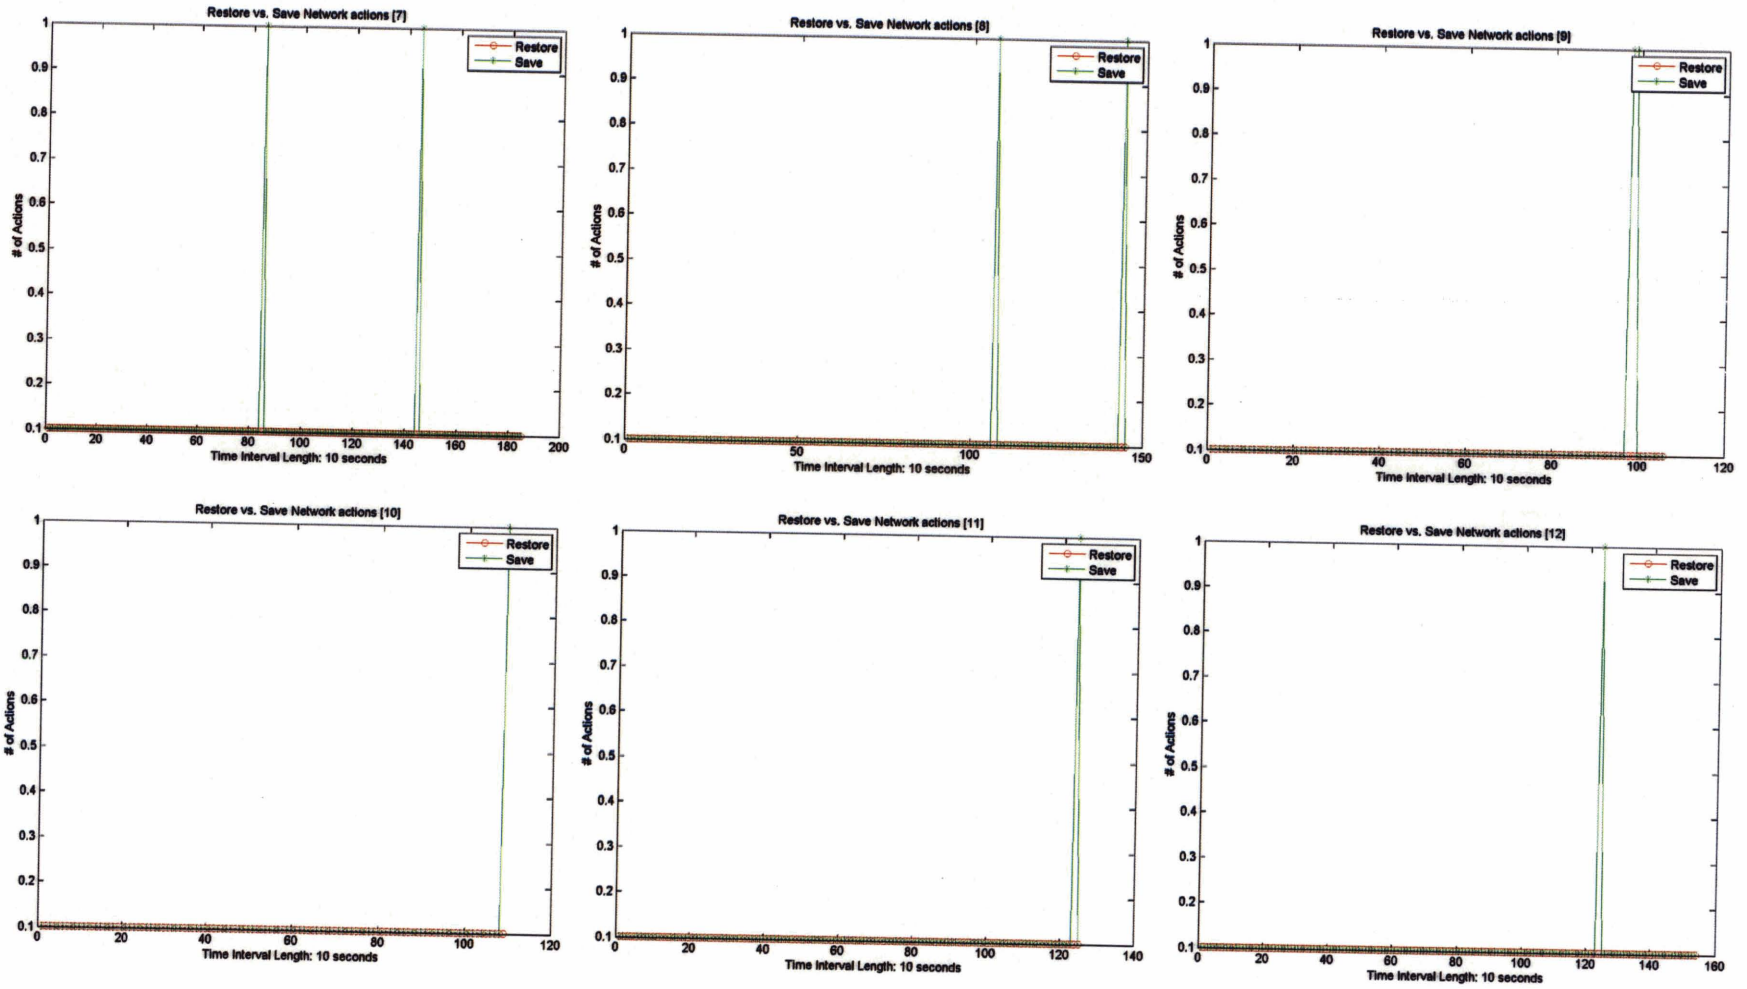 Restore vs. Save Network actions [7]
1
0.9
0.8
0.7
0.6
0.5
0.4
0.3
0.2
0.1
# of Actions
Restore
Save
0 20 40 60 80 100 120 140 160 180 200
Time Interval Length: 10 seconds
Restore vs. Save Network actions [8]
1
0.9
0.8
0.7
0.6
0.5
0.4
0.3
0.2
0.1
# of Actions
Restore
Save
0 50 100 150
Time Interval Length: 10 seconds
Restore vs. Save Network actions [9]
1
0.9
0.8
0.7
0.6
0.5
0.4
0.3
0.2
0.1
# of Actions
Restore
Save
0 20 40 60 80 100 120
Time Interval Length: 10 seconds
Restore vs. Save Network actions [10]
1
0.9
0.8
0.7
0.6
0.5
0.4
0.3
0.2
0.1
# of Actions
Restore
Save
0 20 40 60 80 100 120
Time Interval Length: 10 seconds
Restore vs. Save Network actions [11]
1
0.9
0.8
0.7
0.6
0.5
0.4
0.3
0.2
0.1
# of Actions
Restore
Save
0 20 40 60 80 100 120 140
Time Interval Length: 10 seconds
Restore vs. Save Network actions [12]
1
0.9
0.8
0.7
0.6
0.5
0.4
0.3
0.2
0.1
# of Actions
Restore
Save
0 20 40 60 80 100 120 140 160
Time Interval Length: 10 seconds